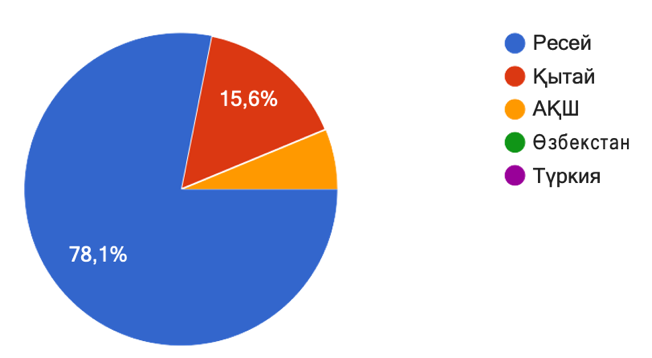 Ресей
Қытай
АҚШ
Өзбекстан
Түркия
15,6%
78,1%